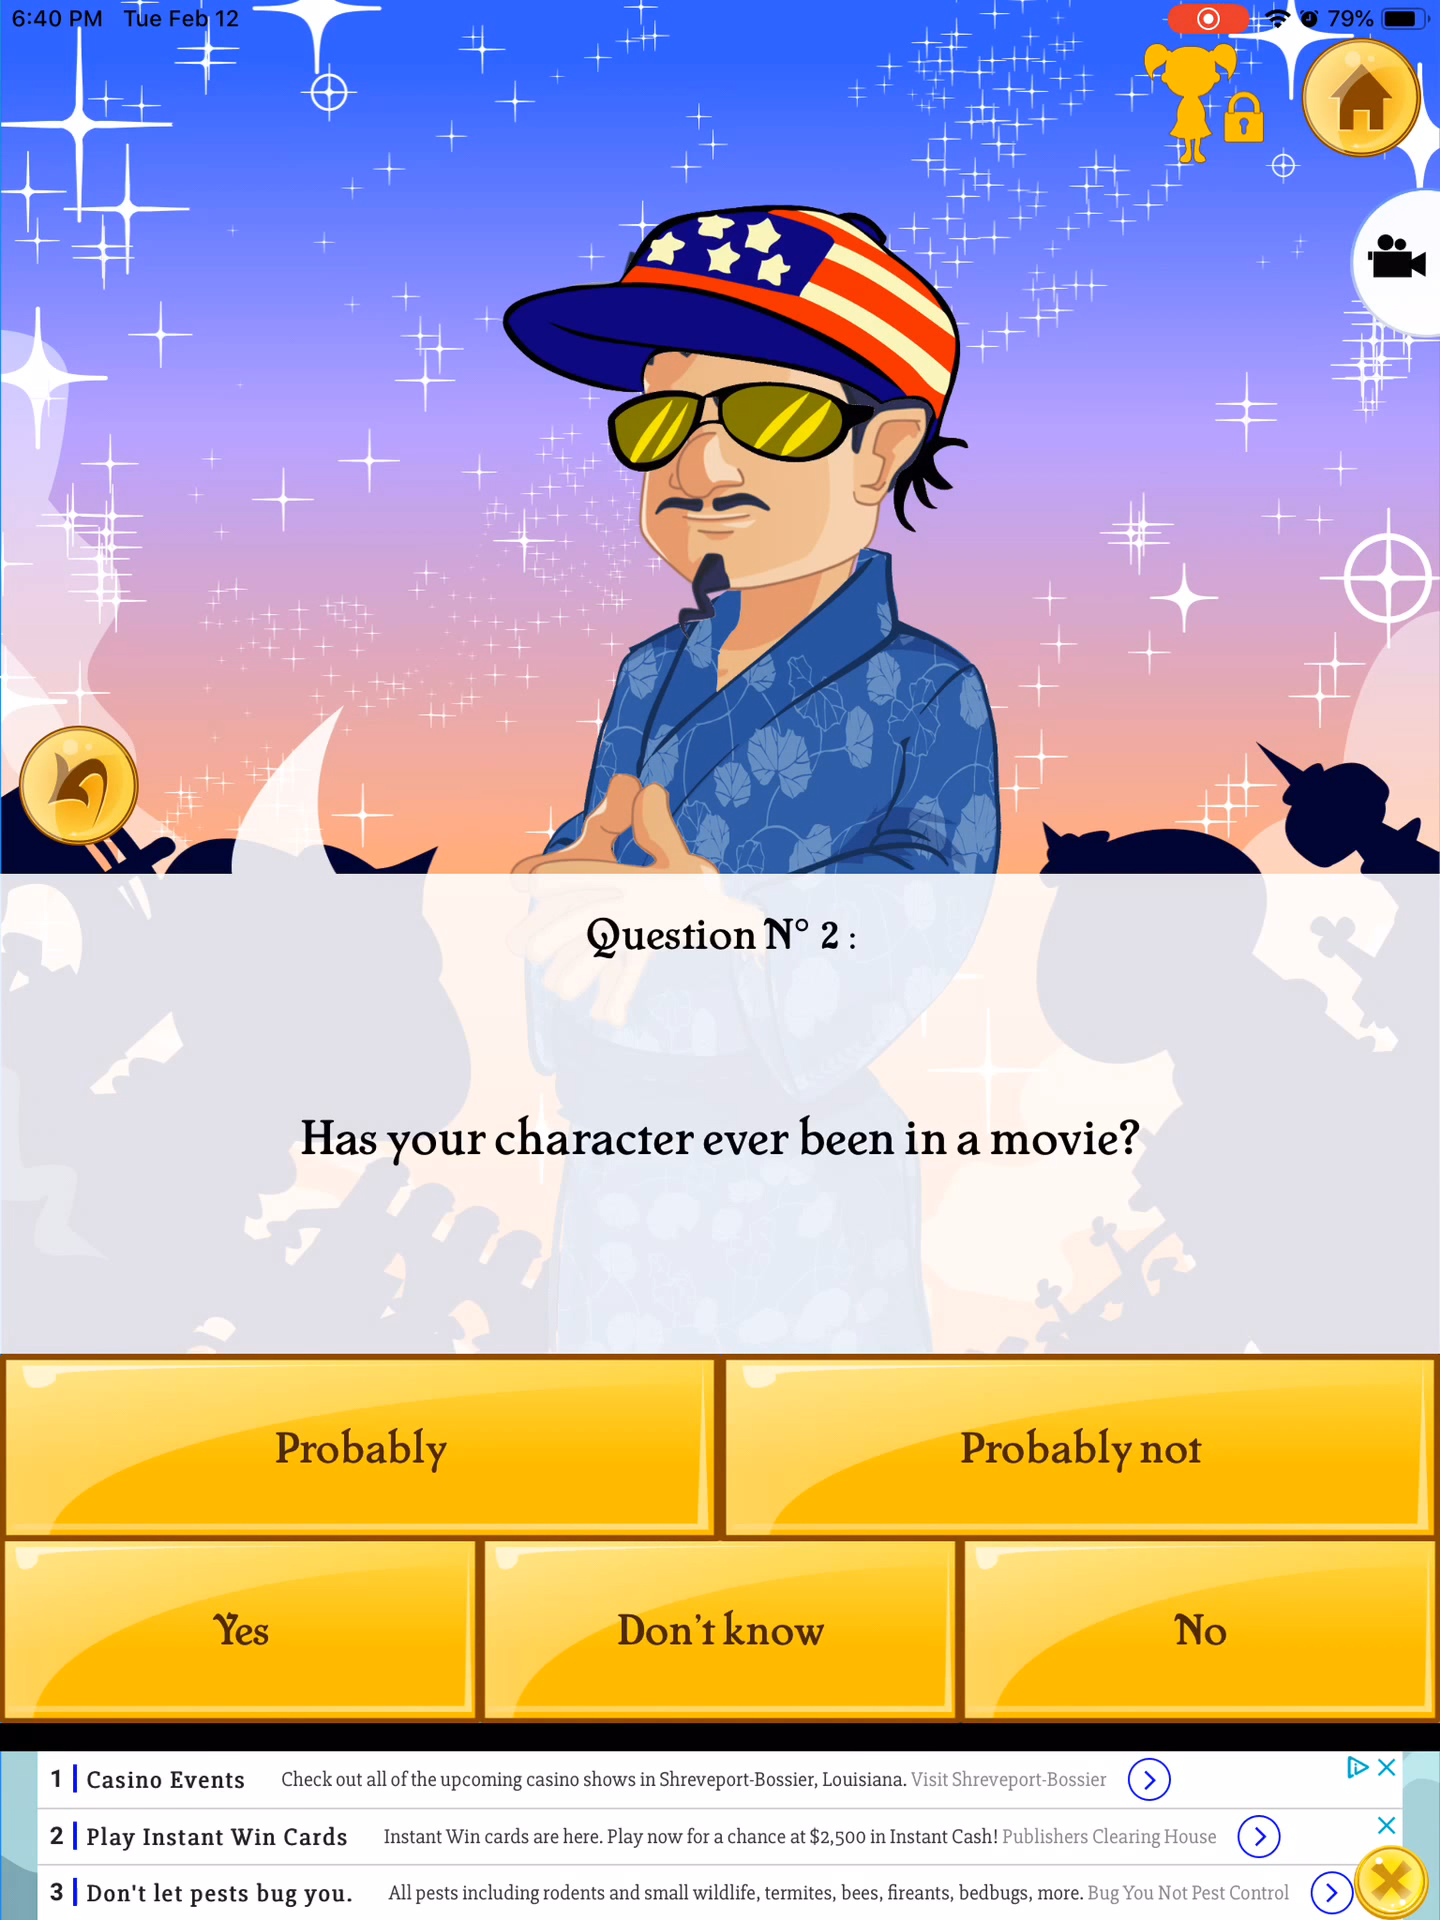 6:40 PM Tue Feb 12 79%
Question N° 2 :
Has your character ever been in a movie?
Probably
Probably not
Yes
Don't know
No
1 Casino Events Check out all of the upcoming casino shows in Shreveport-Bossier, Louisiana. Visit Shreveport-Bossier
2 Play Instant Win Cards Instant Win cards are here. Play now for a chance at $2,500 in Instant Cash! Publishers Clearing House
3 Don't let pests bug you. All pests including rodents and small wildlife, termites, bees, fireants, bedbugs, more. Bug You Not Pest Control